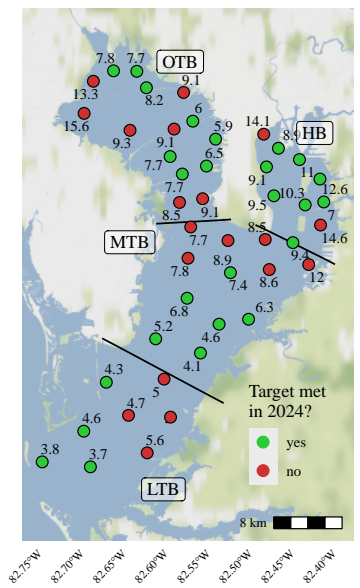 7.8 7.7
OTB
13.3 8.2 9.1
15.6 9.3 9.1 6 5.9
14.1 8.9 HB
7.7 6.5 9.1 11
7.7 9.5 10.3 12.6
8.5 9.1 7
14.6
MTB 7.7 8.5
7.8 8.9 9.4
7.4 8.6 12
6.8 6.3
5.2 4.6
4.1
4.3 5
4.7
4.6
5.6
3.8 3.7
LTB
Target met
in 2024?
yes
no
8 km
82.75°W 82.70°W 82.65°W 82.60°W 82.55°W 82.50°W 82.45°W 82.40°W